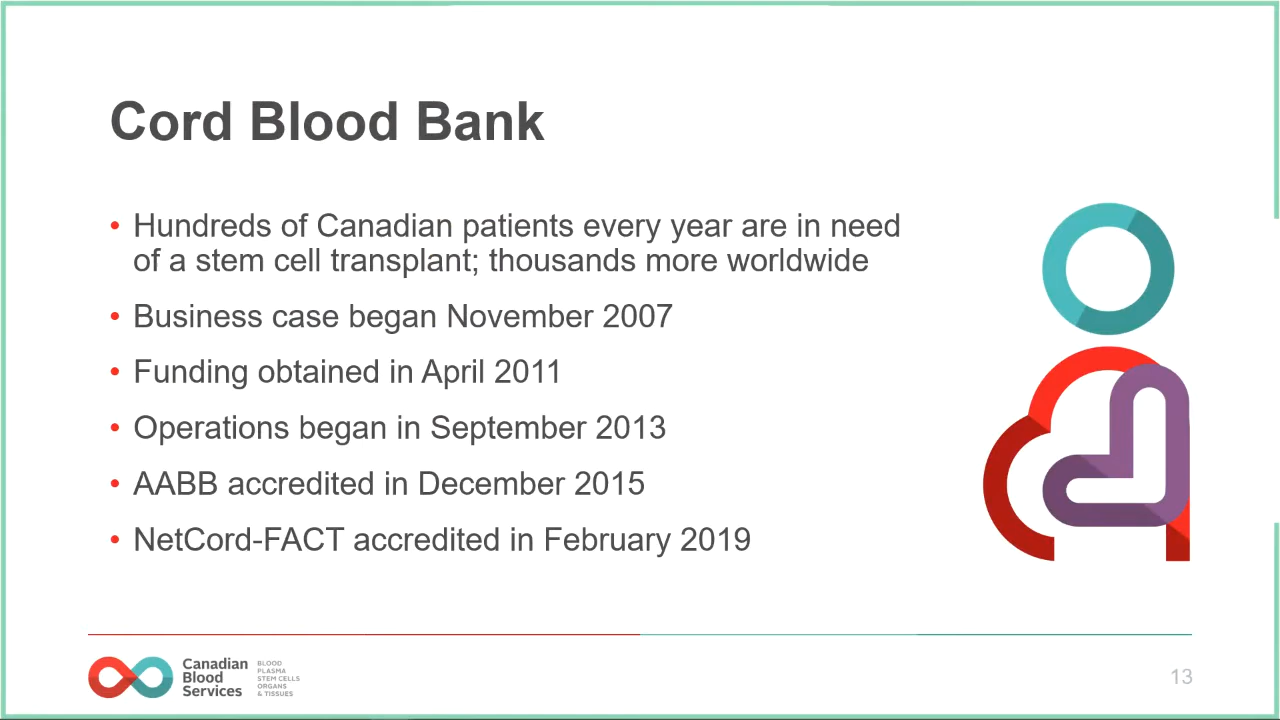 Cord Blood Bank
• Hundreds of Canadian patients every year are in need
of a stem cell transplant; thousands more worldwide
• Business case began November 2007
• Funding obtained in April 2011
• Operations began in September 2013
• AABB accredited in December 2015
• NetCord-FACT accredited in February 2019
Canadian
Blood
Services
BLOOD
PLASMA
STEM CELLS
ORGANS
& TISSUES
13